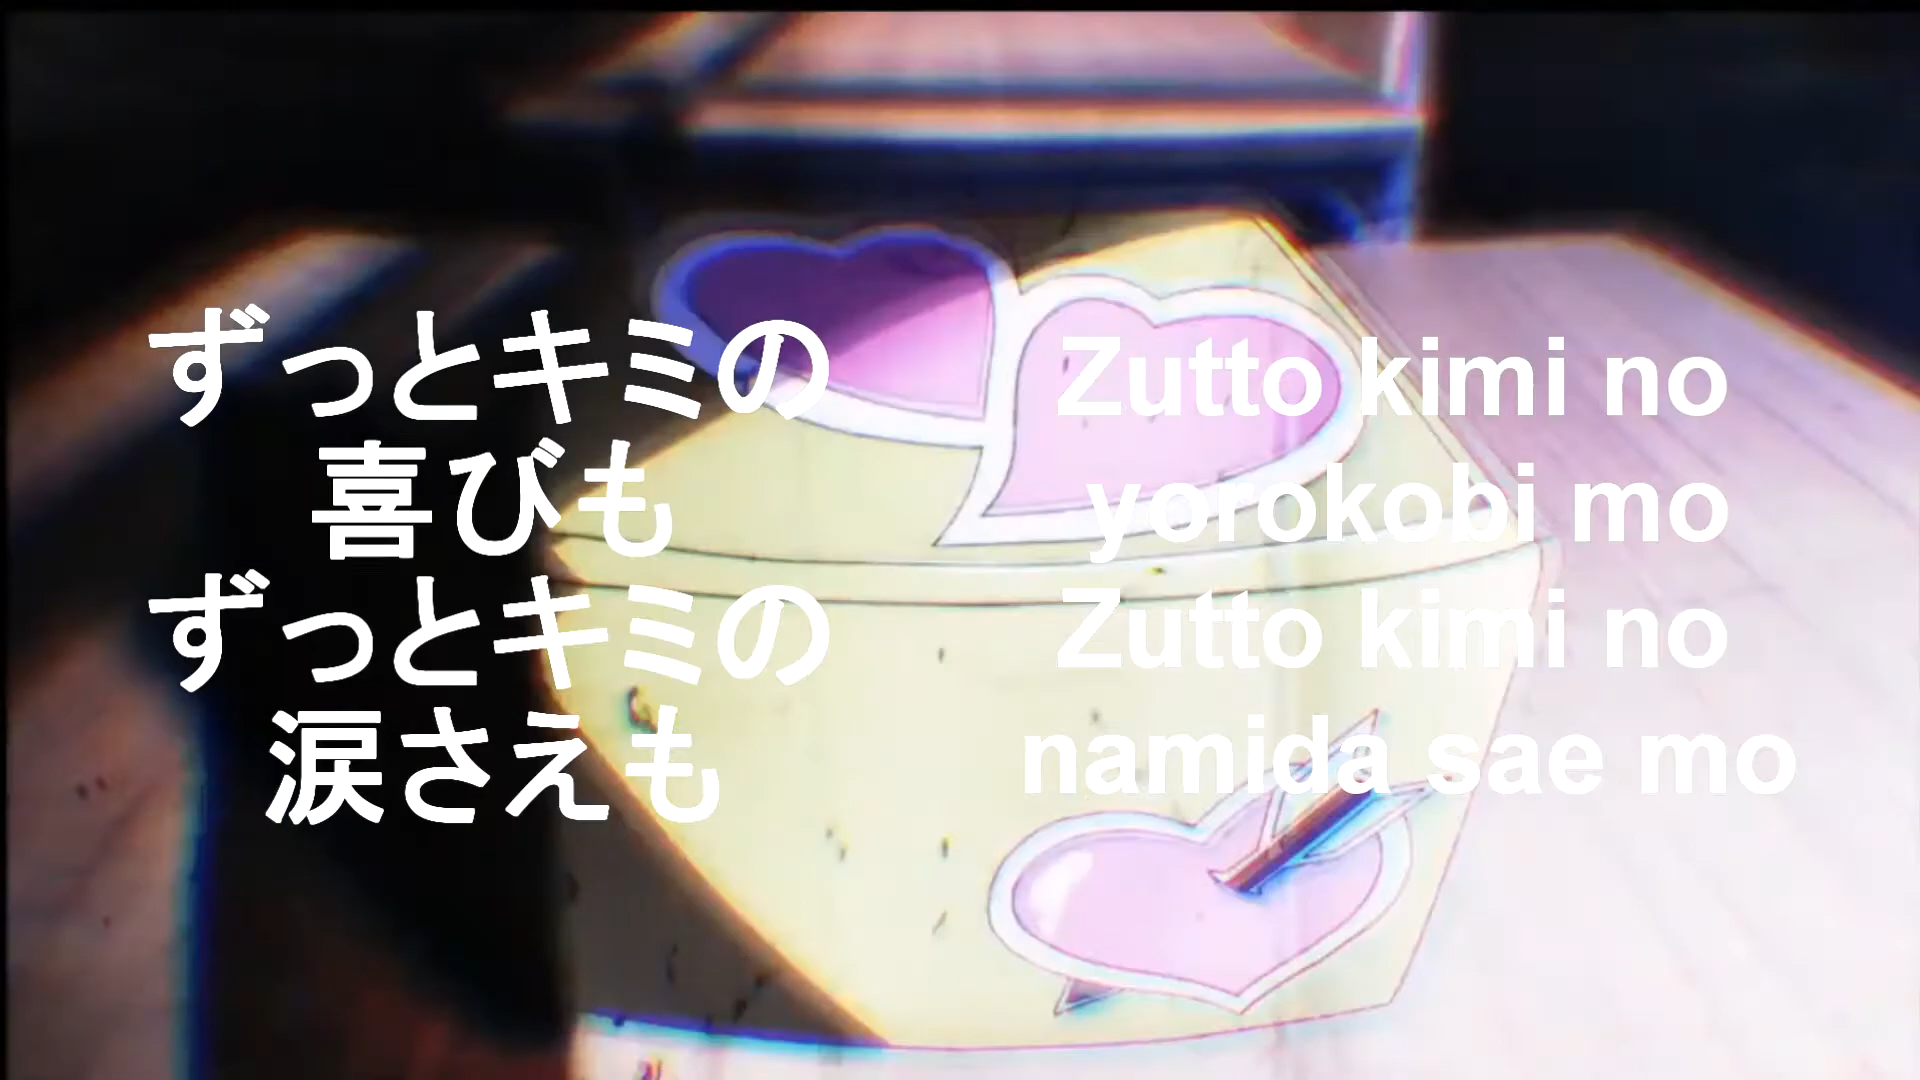 ずっとキミの
喜びも
ずっとキミの
涙さえも
Zutto kimi no
yorokobi mo
Zutto kimi no
namida sae mo